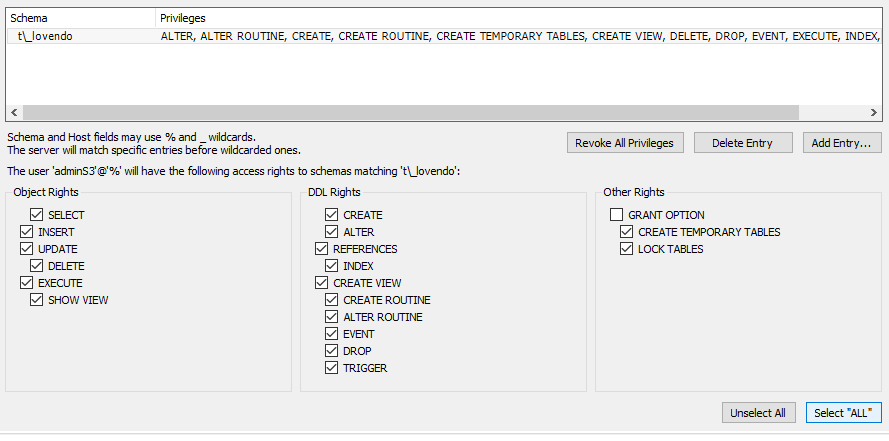 Schema Privileges
t\_lovendo ALTER, ALTER ROUTINE, CREATE, CREATE ROUTINE, CREATE TEMPORARY TABLES, CREATE VIEW, DELETE, DROP, EVENT, EXECUTE, INDEX,
Schema and Host fields may use % and _ wildcards.
The server will match specific entries before wildcarded ones.
Revoke All Privileges Delete Entry Add Entry...
The user 'adminS3'@'%' will have the following access rights to schemas matching 't\_lovendo':
Object Rights
SELECT
INSERT
UPDATE
DELETE
EXECUTE
SHOW VIEW
DDL Rights
CREATE
ALTER
REFERENCES
INDEX
CREATE VIEW
CREATE ROUTINE
ALTER ROUTINE
EVENT
DROP
TRIGGER
Other Rights
GRANT OPTION
CREATE TEMPORARY TABLES
LOCK TABLES
Unselect All Select "ALL"